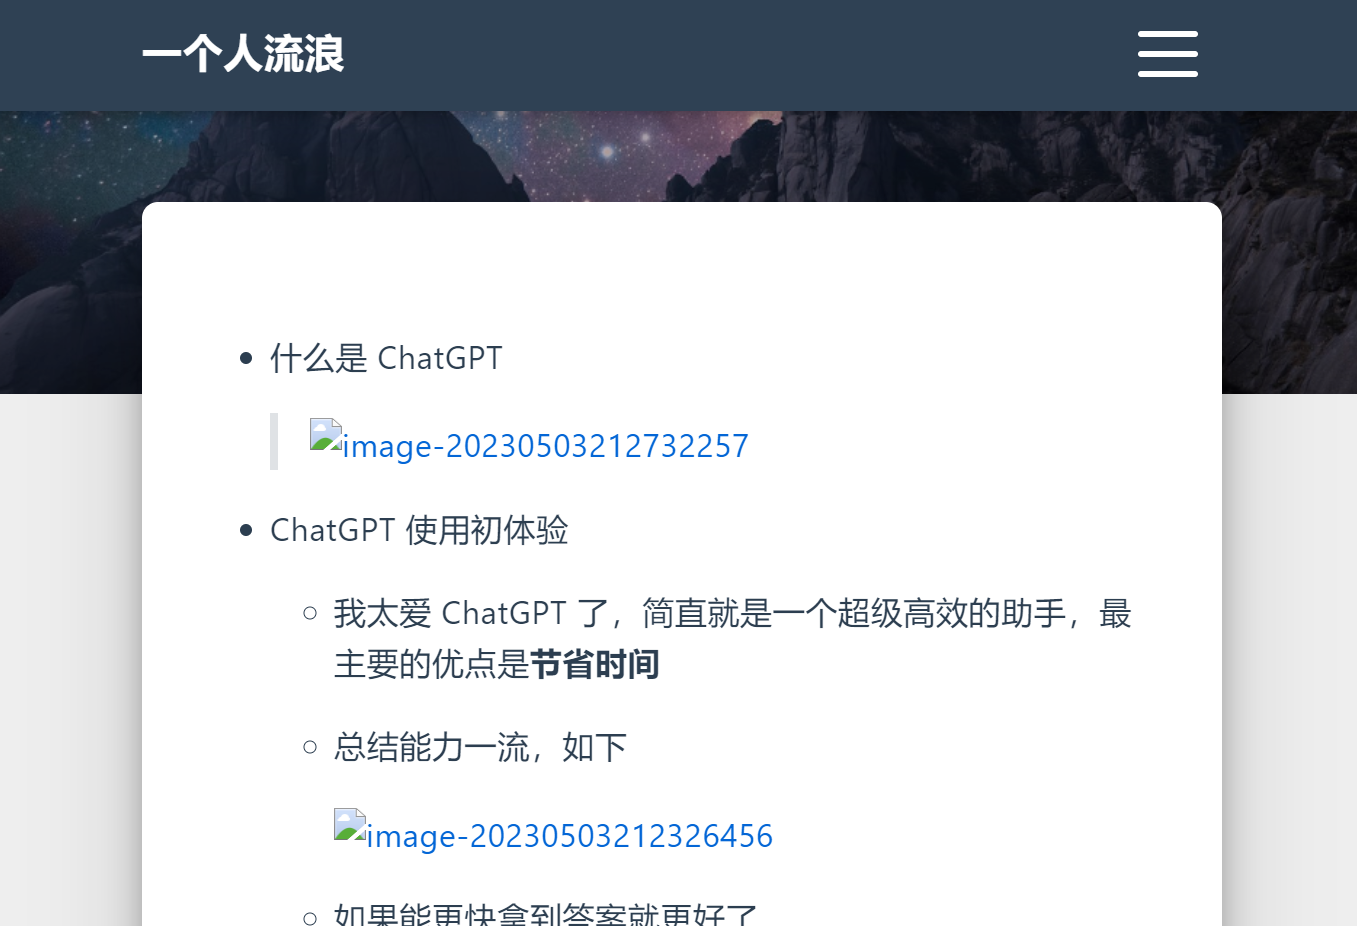 一个人流浪
什么是 ChatGPT
image-20230503212732257
ChatGPT 使用初体验
我太爱 ChatGPT 了，简直就是一个超级高效的助手，最
主要的优点是节省时间
总结能力一流，如下
image-20230503212326456
如果能更快拿到答案就更好了